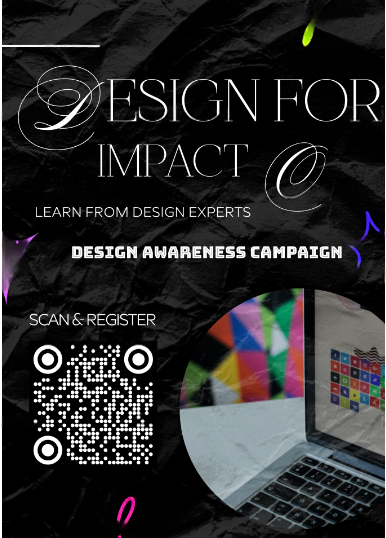 DESIGN FOR
IMPACT O
LEARN FROM DESIGN EXPERTS
DESIGN AWARENESS CAMPAIGN
SCAN & REGISTER